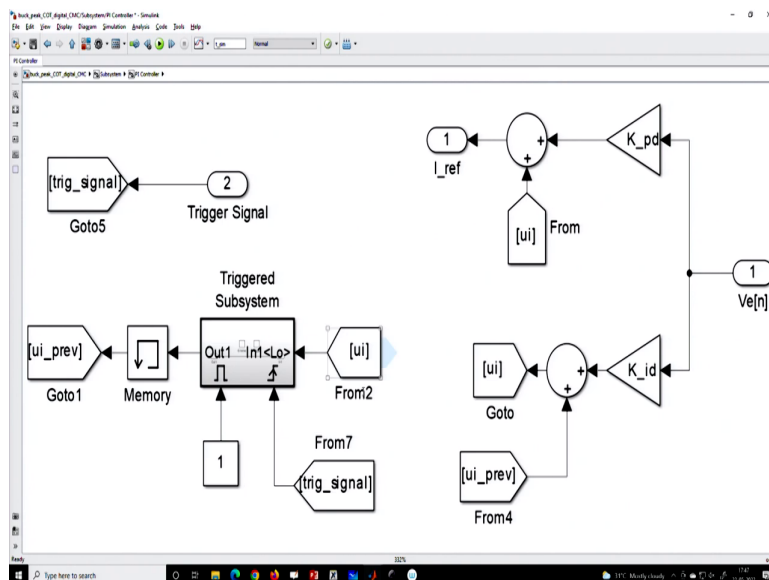 buck_peak_COT_digital_CMC/Subsystem/PI Controller * - Simulink
File Edit View Display Diagram Simulation Analysis Code Tools Help
t_sim
Normal
PI Controller
buck_peak_COT_digital_CMC Subsystem PI Controller
1
I_ref
+
+
K_pd
[trig_signal]
2
Goto5
Trigger Signal
[ui]
From
1
Ve[n]
Triggered
Subsystem
[ui_prev]
Out1
In1<Lo>
[ui]
Goto1
Memory
From12
[ui]
+
+
K_id
Goto
1
From7
[trig_signal]
[ui_prev]
From4
Ready
332%
Type here to search
31°C Mostly cloudy
17:47